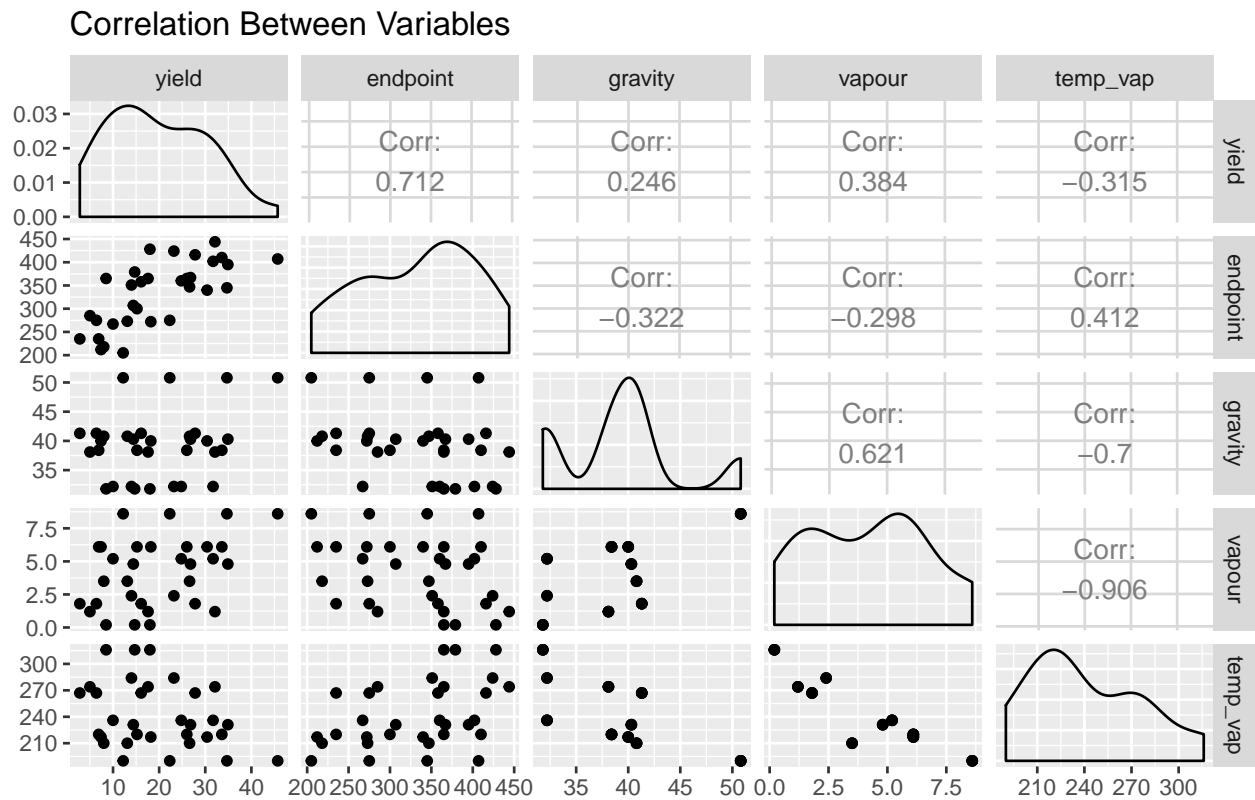 Correlation Between Variables
yield endpoint gravity vapour temp_vap
0.03
0.02
0.01
0.00
Corr:
0.712
Corr:
0.246
Corr:
0.384
Corr:
−0.315
yield
450
400
350
300
250
200
Corr:
−0.322
Corr:
−0.298
Corr:
0.412
endpoint
50
45
40
35
Corr:
0.621
Corr:
−0.7
gravity
7.5
5.0
2.5
0.0
Corr:
−0.906
vapour
300
270
240
210
temp_vap
10 20 30 40 200 250 300 350 400 450 35 40 45 50 0.0 2.5 5.0 7.5 210 240 270 300